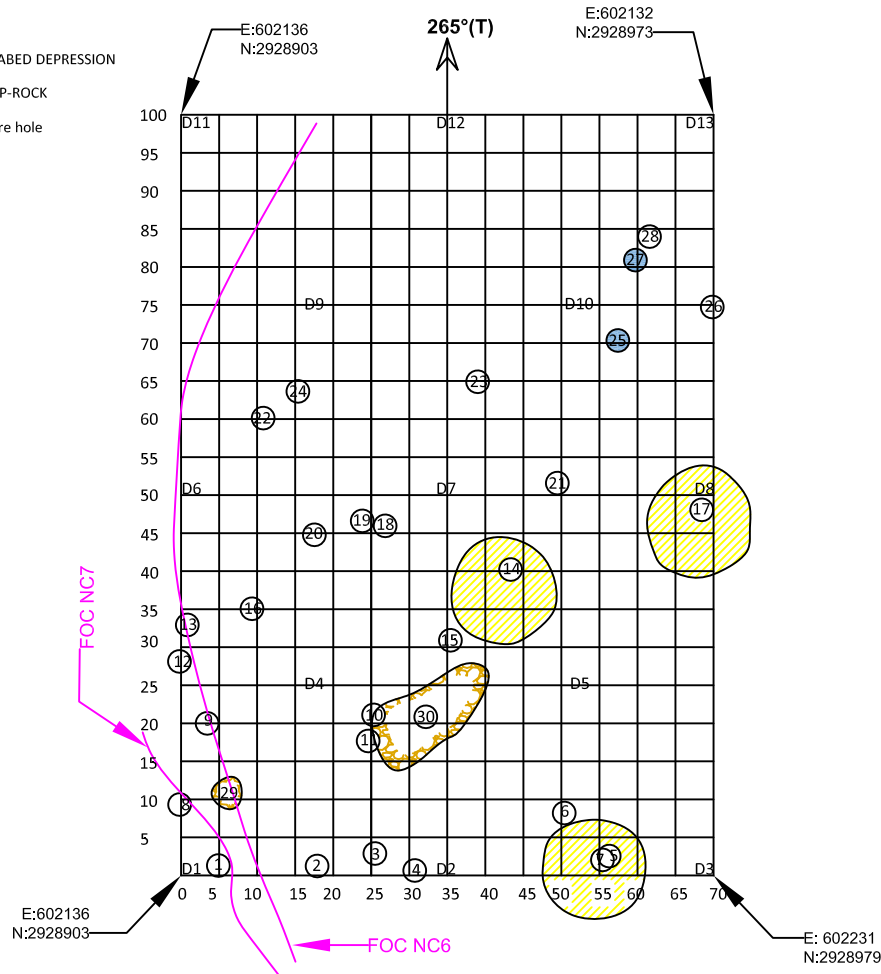 265°(T)
E:602136
N:2928903
E:602132
N:2928973
ABED DEPRESSION
P-ROCK
re hole
100
D11
D12
D13
95
90
85
28
80
27
75
D9
D10
26
70
25
65
24
23
60
22
55
50
D6
D7
D8
21
17
45
20
19
18
40
14
35
16
FOC NC7
13
30
15
12
25
D4
D5
20
9
10
30
11
15
29
10
8
6
5
1
2
3
4
7
5
D1
D2
D3
0
5
10
15
20
25
30
35
40
45
50
55
60
65
70
E:602136
N:2928903
FOC NC6
E: 602231
N:2928979